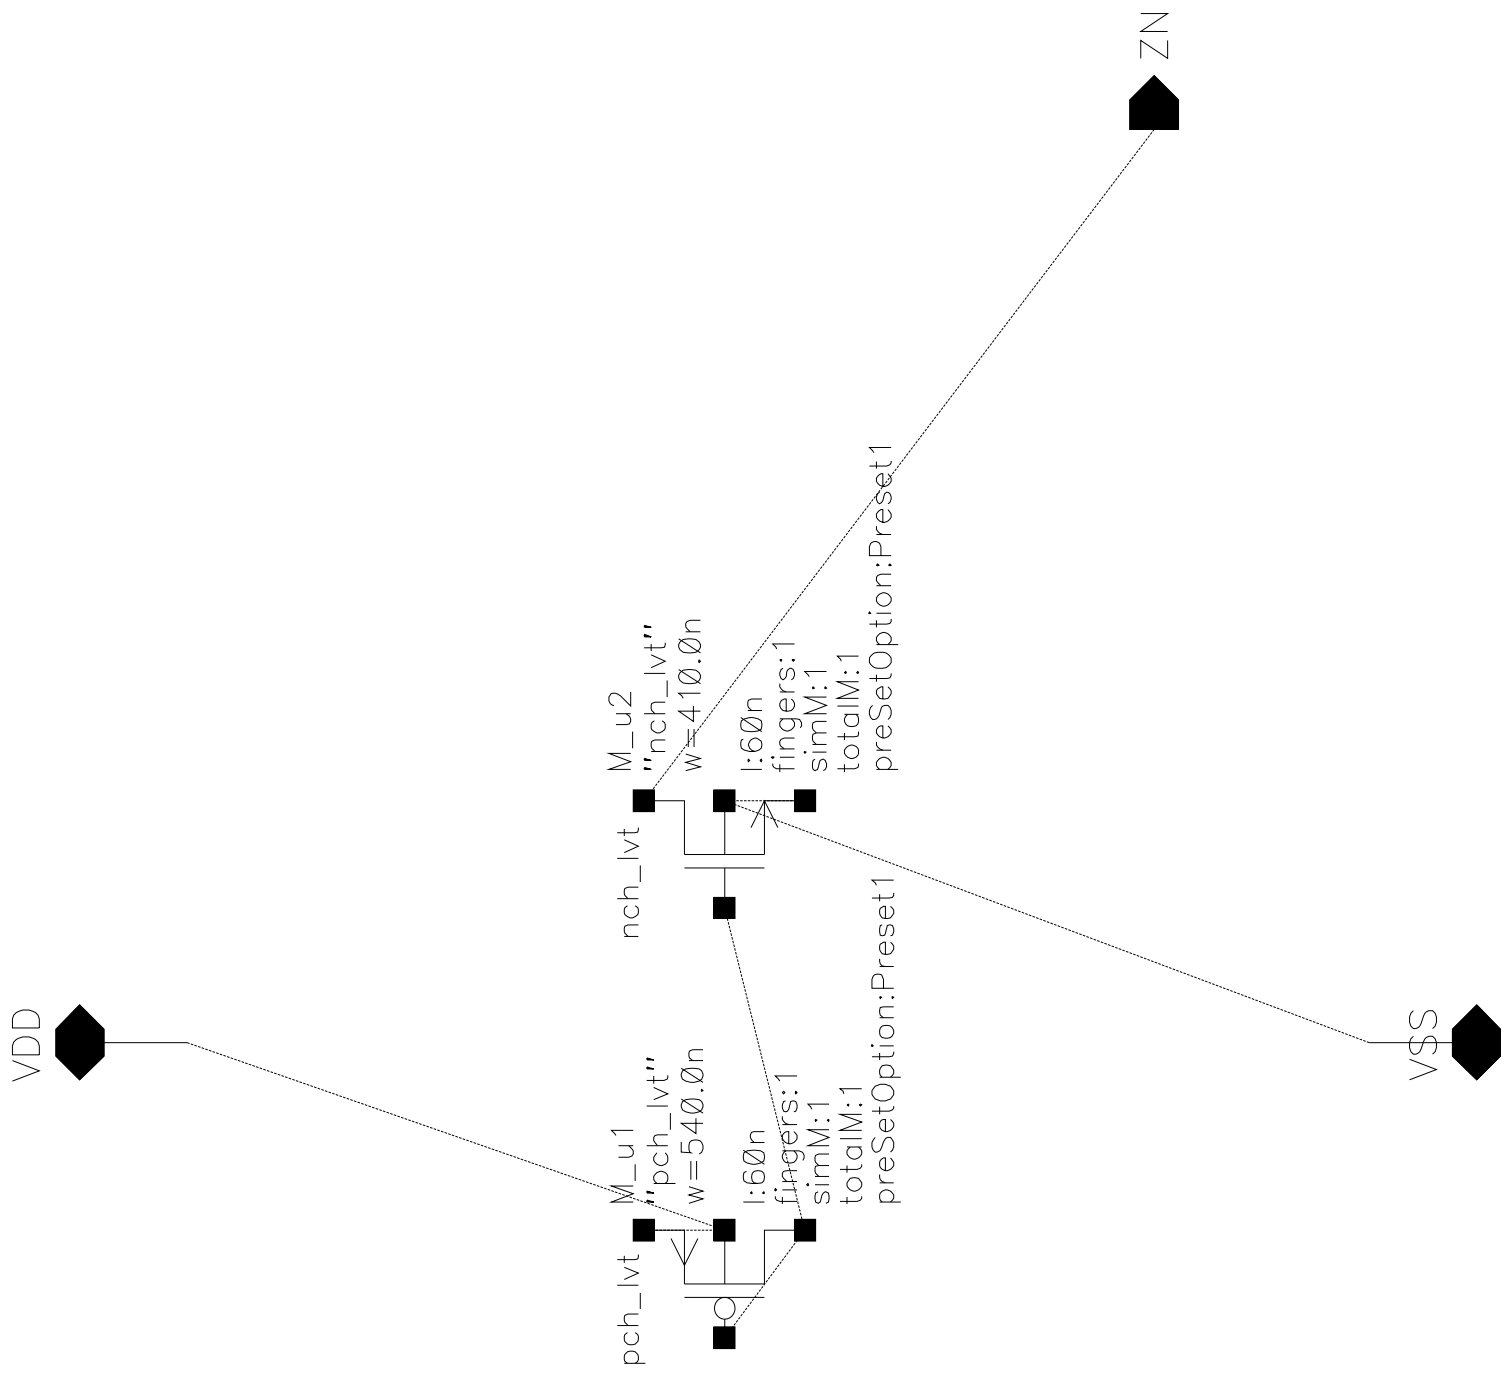 ZN
M_u2
"nch_lvt"
w=410.0n
l:60n
fingers:1
simM:1
totalM:1
preSetOption:Preset1
nch_lvt
VDD
VSS
M_u1
"pch_lvt"
w=540.0n
l:60n
fingers:1
simM:1
totalM:1
preSetOption:Preset1
pch_lvt